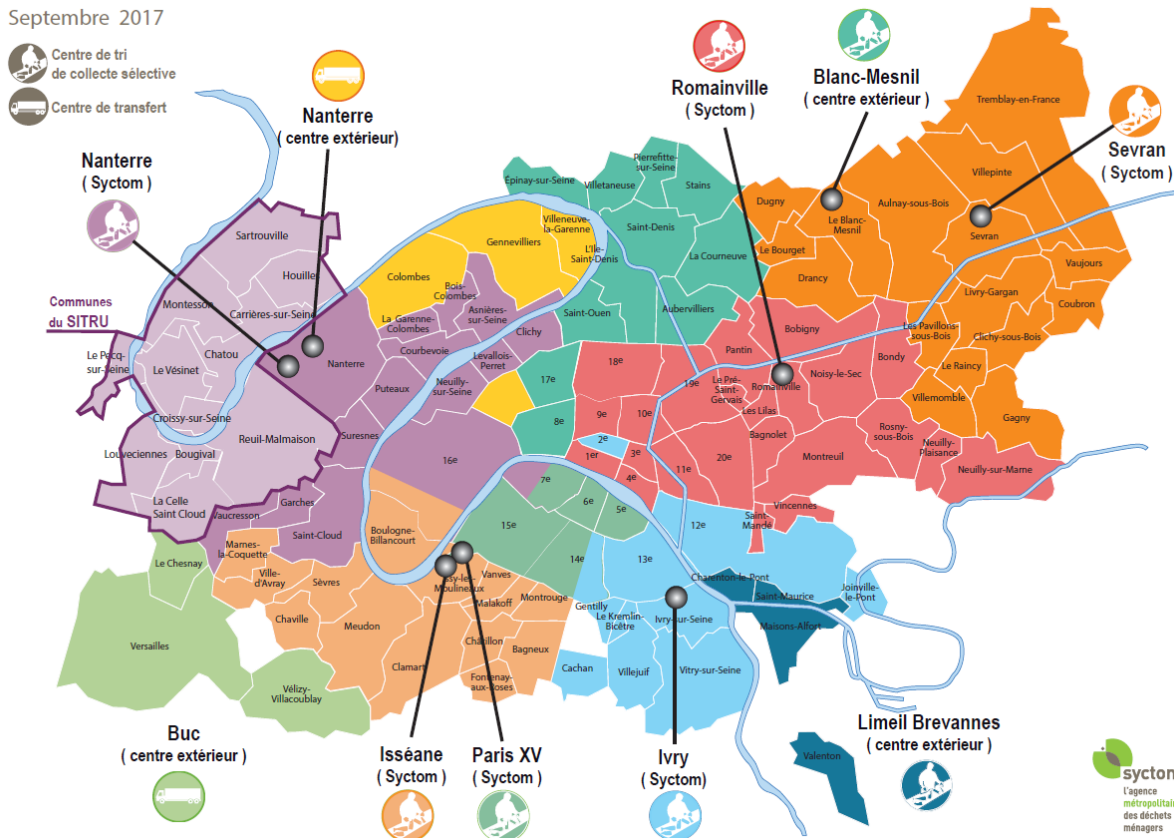 Septembre 2017
Centre de tri
de collecte sélective
Centre de transfert
Nanterre
( centre extérieur)
Nanterre
( Syctom )
Romainville
( Syctom )
Blanc-Mesnil
( centre extérieur )
Sevran
( Syctom )
Communes
du SITRU
Tremblay-en-France
Villepinte
Aulnay-sous-Bois
Sevran
Vaujours
Coubron
Livry-Gargan
Clichy-sous-Bois
Les Pavillons-
sous-Bois
Le Raincy
Villemomble
Gagny
Dugny
Le Blanc-
Mesnil
Le Bourget
Drancy
Épinay-sur-Seine
Pierrefitte-
sur-Seine
Villetaneuse
Stains
Saint-Denis
La Courneuve
Aubervilliers
Saint-Ouen
L'Ile-
Saint-Denis
Villeneuve-
la-Garenne
Gennevilliers
Colombes
Bois-
Colombes
Asnières-
sur-Seine
La Garenne-
Colombes
Clichy
Courbevoie
Levallois-
Perret
Nanterre
Puteaux
Neuilly-
sur-Seine
Suresnes
Sartrouville
Houilles
Montesson
Carrières-sur-Seine
Le Pecq-
sur-Seine
Chatou
Le Vésinet
Croissy-sur-Seine
Reuil-Malmaison
Louveciennes
Bougival
La Celle
Saint Cloud
Vaucresson
Garches
Saint-Cloud
17e
18e
19e
8e
9e
10e
2e
1er
3e
4e
11e
20e
16e
7e
6e
5e
15e
14e
13e
12e
Pantin
Bobigny
Bondy
Le Pré-
Saint-
Gervais
Romainville
Noisy-le-Sec
Les Lilas
Bagnolet
Montreuil
Rosny-
sous-Bois
Neuilly-
Plaisance
Neuilly-sur-Marne
Vincennes
Saint-
Mandé
Boulogne-
Billancourt
Marnes-
la-Coquette
Ville-
d'Avray
Sèvres
Chaville
Meudon
Issy-les-
Moulineaux
Vanves
Malakoff
Montrouge
Châtillon
Bagneux
Clamart
Fontenay-
aux-Roses
Le Chesnay
Versailles
Vélizy-
Villacoublay
Gentilly
Le Kremlin-
Bicêtre
Ivry-sur-Seine
Cachan
Villejuif
Vitry-sur-Seine
Charenton-le-Pont
Saint-Maurice
Joinville-
le-Pont
Maisons-Alfort
Valenton
Buc
( centre extérieur )
Isséane
( Syctom )
Paris XV
( Syctom )
Ivry
( Syctom)
Limeil Brevannes
( centre extérieur )
syctom
l'agence
métropolitaine
des déchets
ménagers